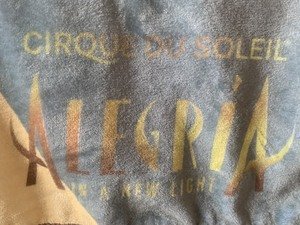 CIRQUE DU SOLEIL
ALEGRÍA
IN A NEW LIGHT